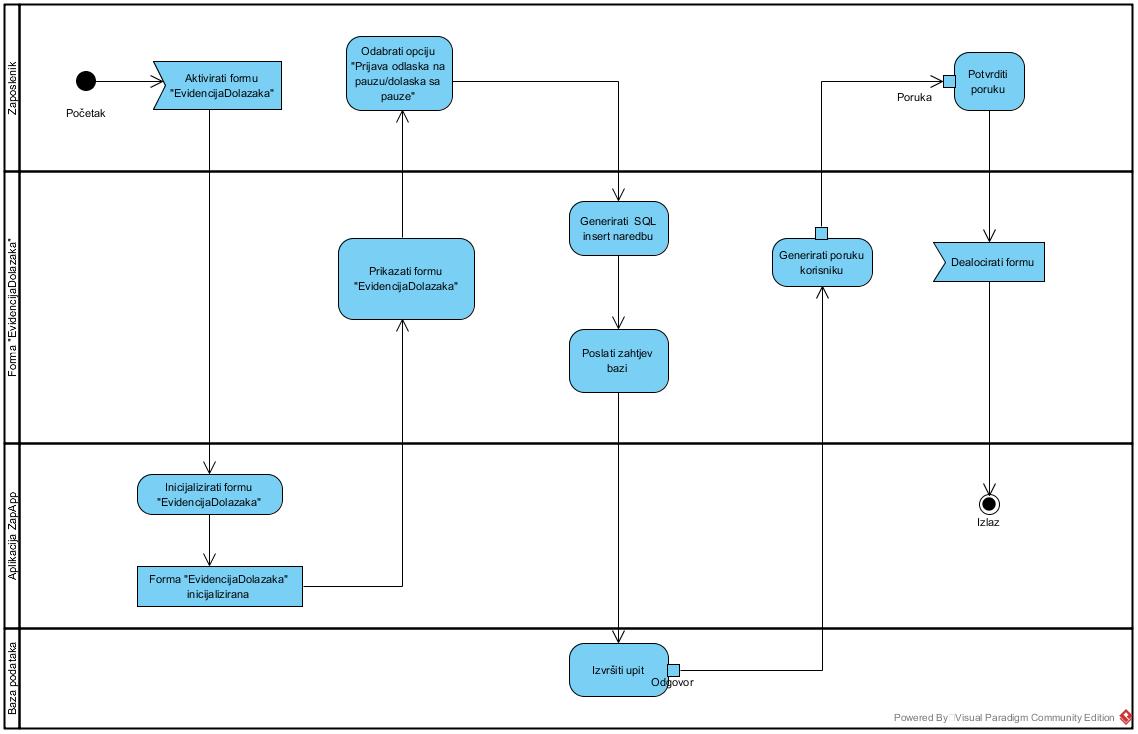 Zaposlenik
Početak
Aktivirati formu
"EvidencijaDolazaka"
Odabrati opciju
"Prijava odlaska na
pauzu/dolaska sa
pauze"
Poruka
Potvrditi
poruku
Forma "EvidencijaDolazaka"
Prikazati formu
"EvidencijaDolazaka"
Generirati SQL
insert naredbu
Poslati zahtjev
bazi
Generirati poruku
korisniku
Dealocirati formu
Aplikacija ZapApp
Inicijalizirati formu
"EvidencijaDolazaka"
Forma "EvidencijaDolazaka"
inicijalizirana
Izlaz
Baza podataka
Izvršiti upit
Odgovor
Powered By Visual Paradigm Community Edition